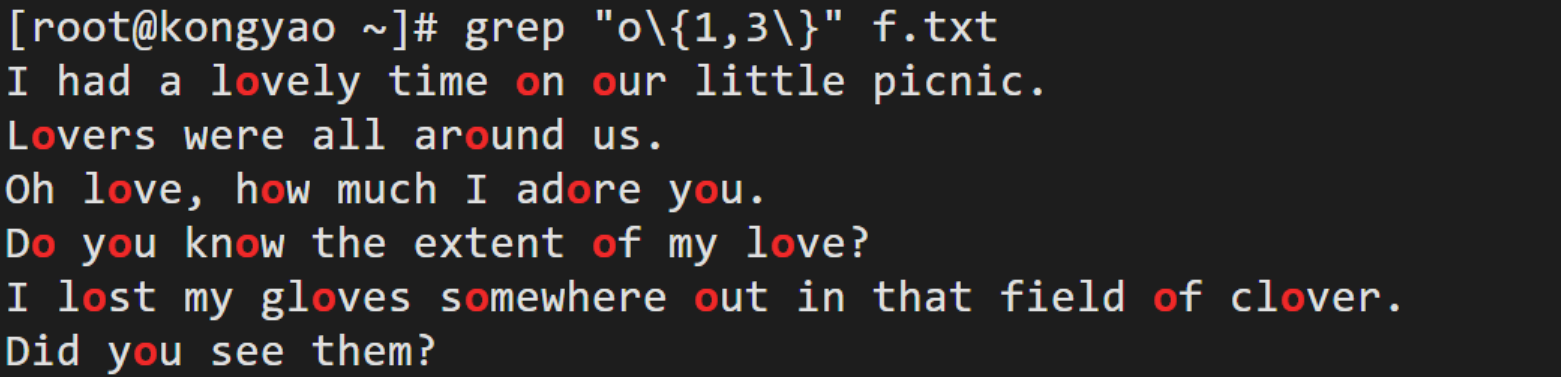 [root@kongyao ~]# grep "o\{1,3\}" f.txt
I had a lovely time on our little picnic.
Lovers were all around us.
Oh love, how much I adore you.
Do you know the extent of my love?
I lost my gloves somewhere out in that field of clover.
Did you see them?